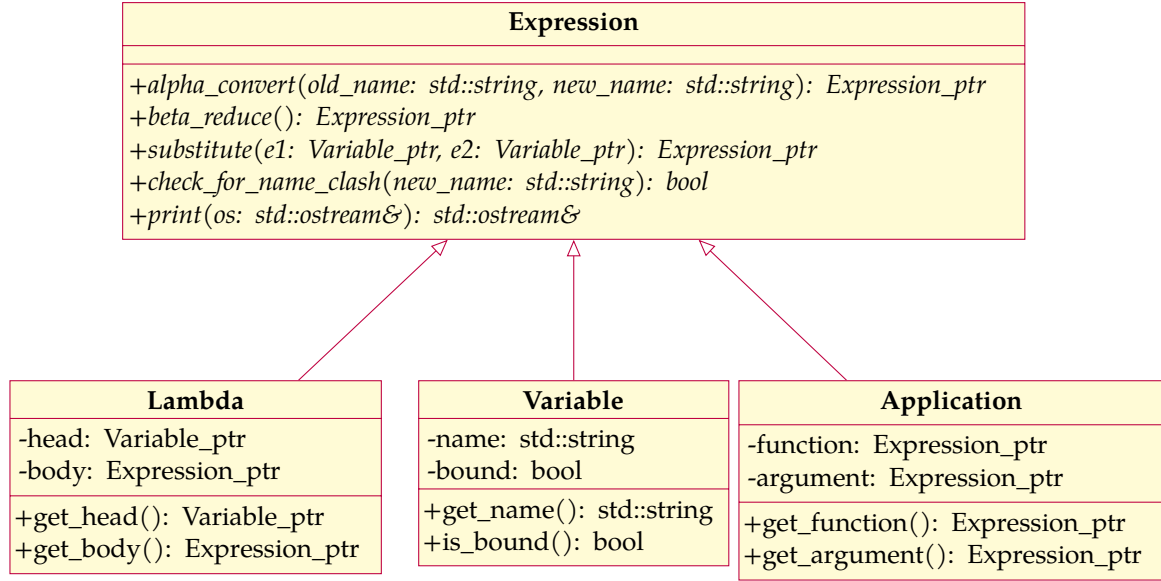 Expression
+alpha_convert(old_name: std::string, new_name: std::string): Expression_ptr
+beta_reduce(): Expression_ptr
+substitute(e1: Variable_ptr, e2: Variable_ptr): Expression_ptr
+check_for_name_clash(new_name: std::string): bool
+print(os: std::ostream&): std::ostream&
Lambda
-head: Variable_ptr
-body: Expression_ptr
+get_head(): Variable_ptr
+get_body(): Expression_ptr
Variable
-name: std::string
-bound: bool
+get_name(): std::string
+is_bound(): bool
Application
-function: Expression_ptr
-argument: Expression_ptr
+get_function(): Expression_ptr
+get_argument(): Expression_ptr